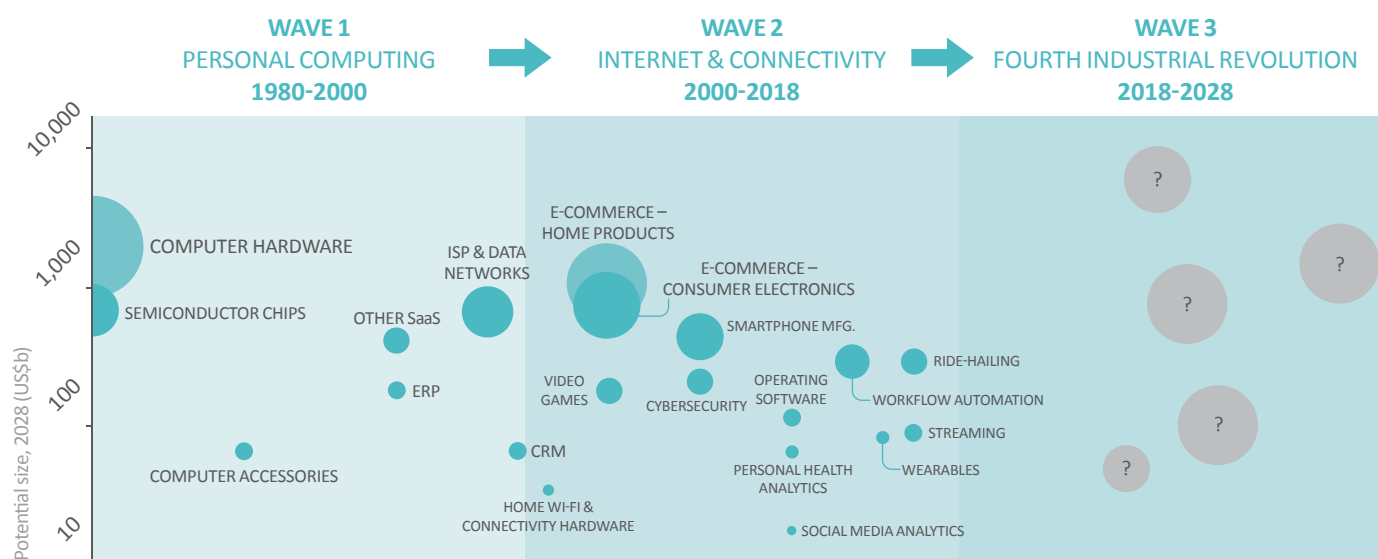 WAVE 1
PERSONAL COMPUTING
1980-2000
WAVE 2
INTERNET & CONNECTIVITY
2000-2018
WAVE 3
FOURTH INDUSTRIAL REVOLUTION
2018-2028
Potential size, 2028 (US$b)
10,000
1,000
100
10
COMPUTER HARDWARE
SEMICONDUCTOR CHIPS
OTHER SaaS
ERP
COMPUTER ACCESSORIES
ISP & DATA
NETWORKS
CRM
HOME WI-FI &
CONNECTIVITY HARDWARE
E-COMMERCE –
HOME PRODUCTS
E-COMMERCE –
CONSUMER ELECTRONICS
SMARTPHONE MFG.
VIDEO
GAMES
CYBERSECURITY
OPERATING
SOFTWARE
WORKFLOW AUTOMATION
RIDE-HAILING
STREAMING
WEARABLES
PERSONAL HEALTH
ANALYTICS
SOCIAL MEDIA ANALYTICS
?
?
?
?
?